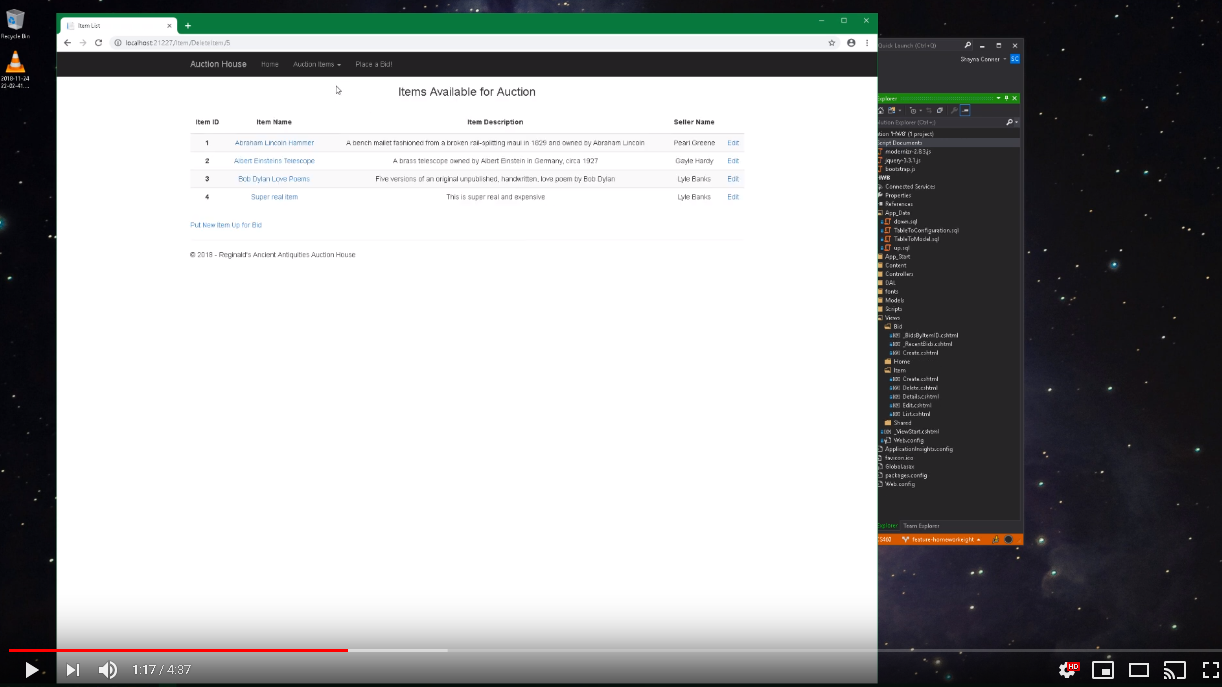 Recycle Bin
2018-11-24
22-02-41...
Item List
localhost:21227/Item/DeleteItem/5
Auction House Home Auction Items Place a Bid!
Items Available for Auction
Item ID Item Name Item Description Seller Name
1 Abraham Lincoln Hammer A bench mallet fashioned from a broken rail-splitting maul in 1829 and owned by Abraham Lincoln Pearl Greene Edit
2 Albert Einsteins Telescope A brass telescope owned by Albert Einstein in Germany, circa 1927 Gayle Hardy Edit
3 Bob Dylan Love Poems Five versions of an original unpublished, handwritten, love poem by Bob Dylan Lyle Banks Edit
4 Super real item This is super real and expensive Lyle Banks Edit
Put New Item Up for Bid
© 2018 - Reginald's Ancient Antiquities Auction House
Quick Launch (Ctrl+Q)
Shayna Conner SC
Explorer
olution Explorer (Ctrl+;)
(1 project)
Script Documents
modernizr-2.8.3.js
jquery-3.3.1.js
bootstrap.js
Connected Services
Properties
References
App_Data
down.sql
TableToConfiguration.sql
TableToModel.sql
up.sql
App_Start
Content
Controllers
DAL
fonts
Models
Scripts
Views
Bid
_BidsByItemID.cshtml
_RecentBids.cshtml
Create.cshtml
Home
Item
Create.cshtml
Delete.cshtml
Details.cshtml
Edit.cshtml
List.cshtml
Shared
_ViewStart.cshtml
Web.config
ApplicationInsights.config
favicon.ico
Global.asax
packages.config
Web.config
Explorer Team Explorer
CS460 feature-homeworkeight
1:17 / 4:37
HD